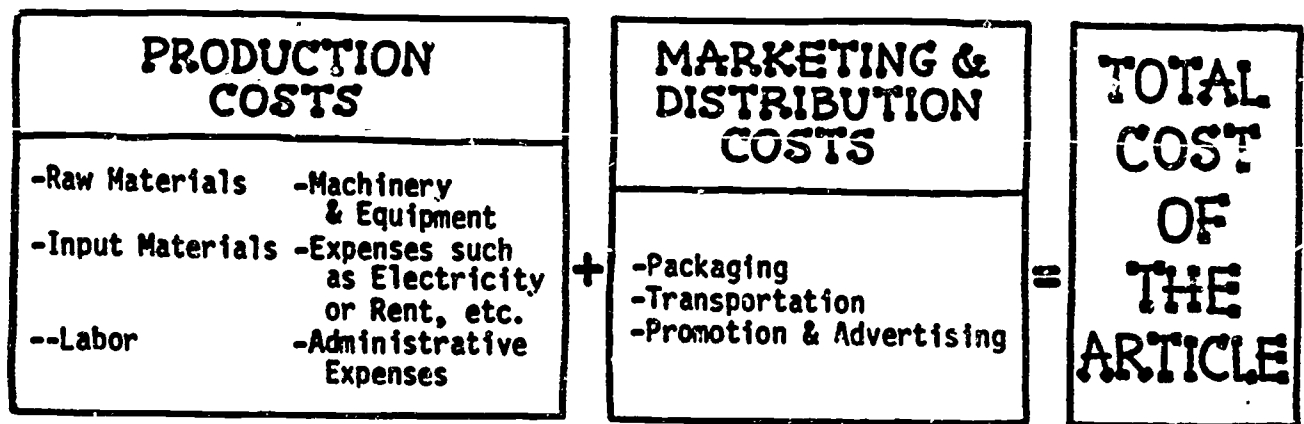 PRODUCTION
COSTS
-Raw Materials -Machinery
& Equipment
-Input Materials -Expenses such
as Electricity
or Rent, etc.
--Labor -Administrative
Expenses
+
MARKETING &
DISTRIBUTION
COSTS
-Packaging
-Transportation
-Promotion & Advertising
=
TOTAL
COST
OF
THE
ARTICLE